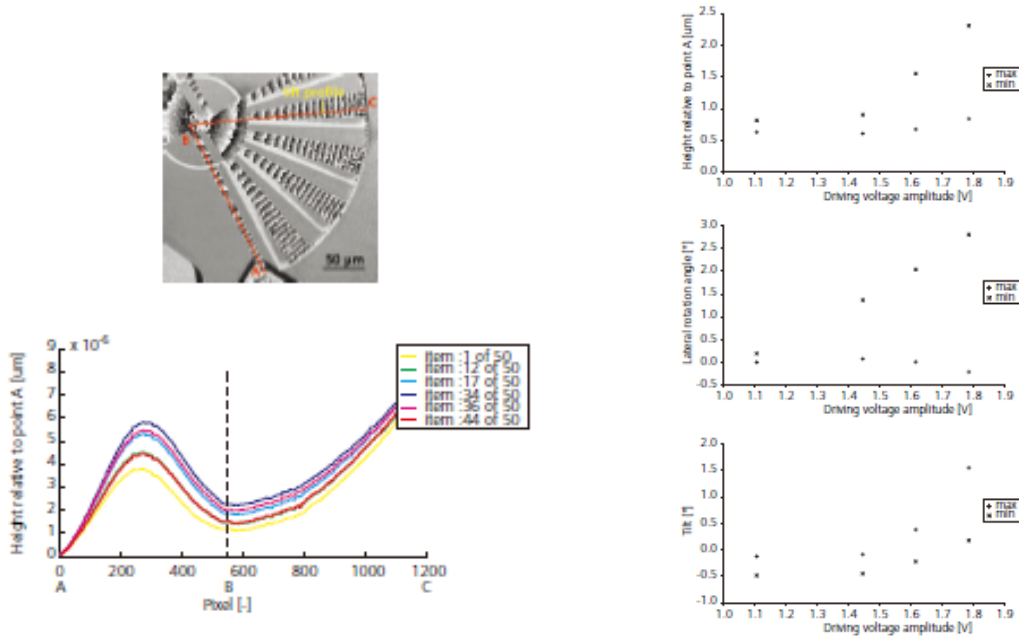 tilt profile
C
B
A
50 µm
Height relative to point A [um]
x 10⁻⁶
9
8
7
6
5
4
3
2
1
0
0 200 400 600 800 1000 1200
A B C
Pixel [-]
Item :1 of 50
Item :12 of 50
Item :17 of 50
Item :34 of 50
Item :36 of 50
Item :44 of 50
Height relative to point A [um]
2.5
2.0
1.5
1.0
0.5
0.0
1.0 1.1 1.2 1.3 1.4 1.5 1.6 1.7 1.8 1.9
Driving voltage amplitude [V]
max
min
Lateral rotation angle [°]
3.0
2.5
2.0
1.5
1.0
0.5
0.0
-0.5
1.0 1.1 1.2 1.3 1.4 1.5 1.6 1.7 1.8 1.9
Driving voltage amplitude [V]
max
min
Tilt [°]
2.0
1.5
1.0
0.5
0.0
-0.5
-1.0
1.0 1.1 1.2 1.3 1.4 1.5 1.6 1.7 1.8 1.9
Driving voltage amplitude [V]
max
min